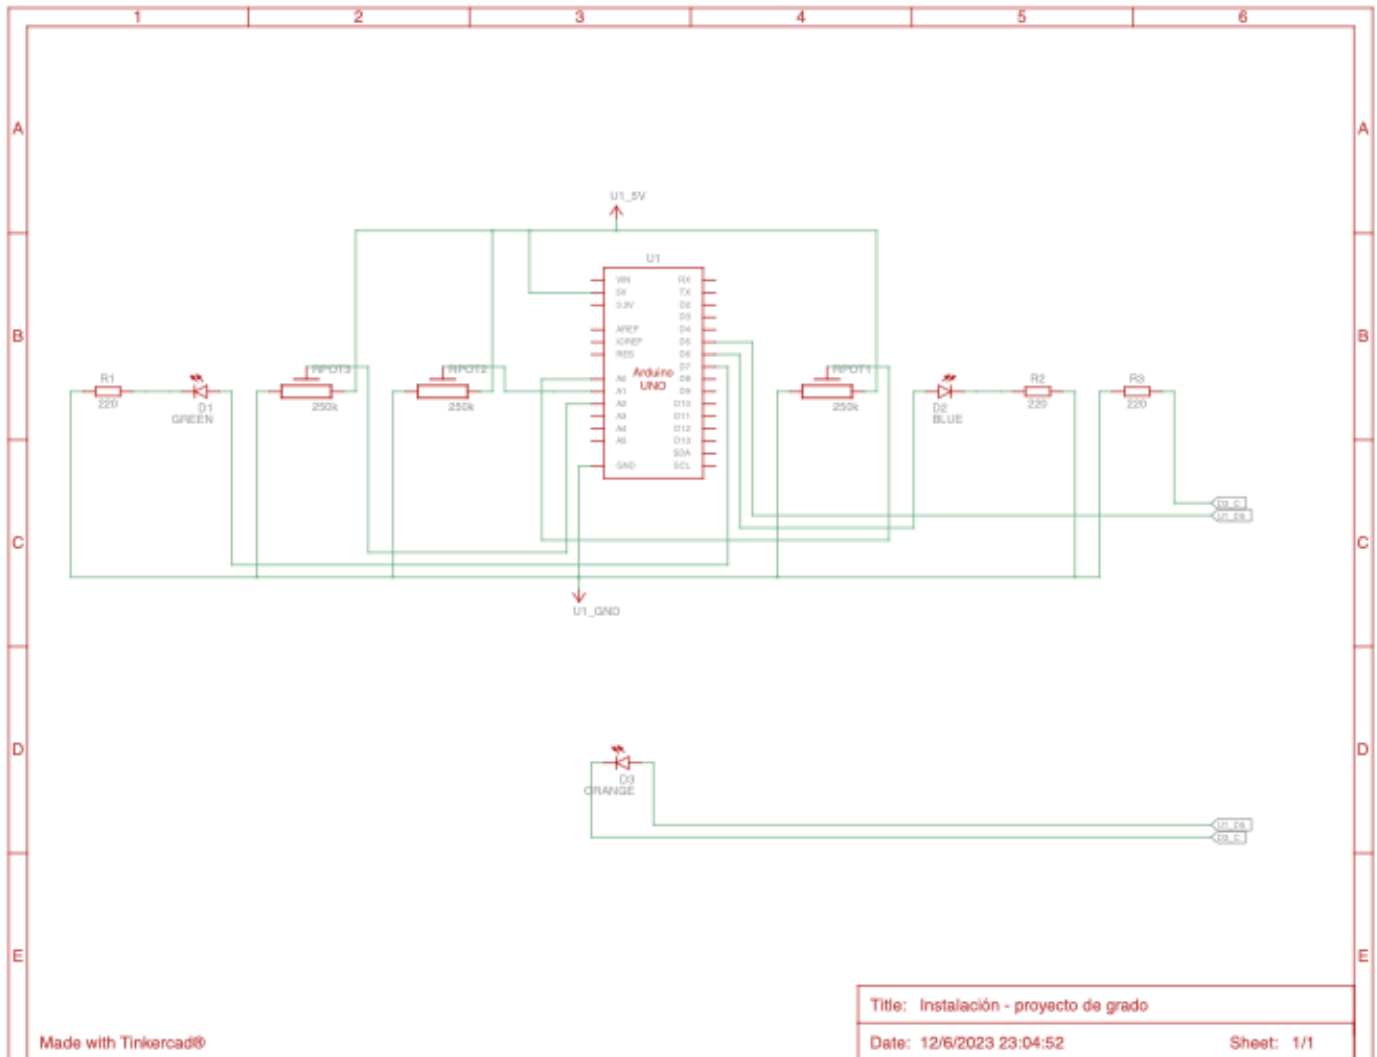 1 2 3 4 5 6
A A
U1_5V
U1
VIN RX
5V TX
3.3V D2
D3
AREF D4
IOREF D5
RES D6
D7
A0 D8
A1 D9
A2 D10
A3 D11
A4 D12
A5 D13
SDA
GND SCL
Arduino
UNO
B B
R1
220
D1
GREEN
RPOT3
250k
RPOT2
250k
RPOT1
250k
D2
BLUE
R2
220
R3
220
D3_C
U1_D5
C C
U1_GND
D D
D3
ORANGE
U1_D5
D3_C
E E
Title: Instalación - proyecto de grado
Made with Tinkercad®
Date: 12/6/2023 23:04:52 Sheet: 1/1